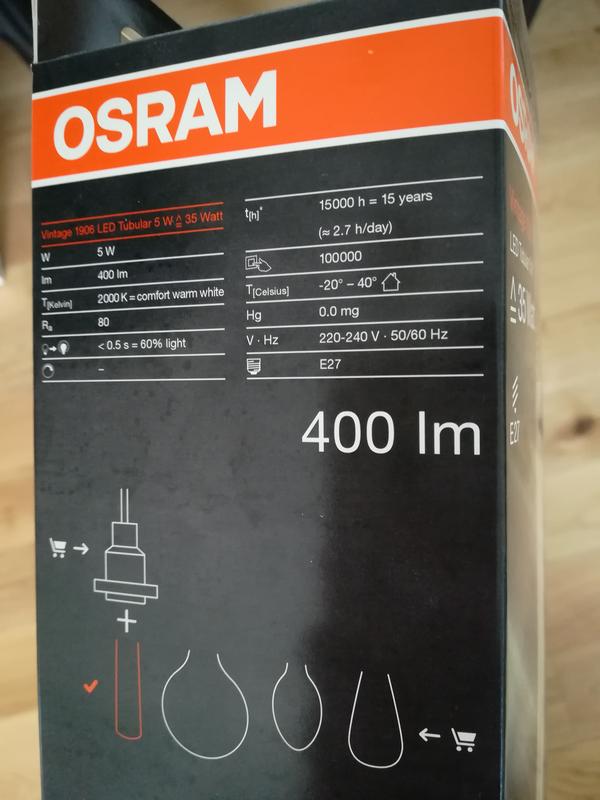 OSRAM
Vintage 1906 LED Tubular 5 W ≙ 35 Watt
W 5 W
lm 400 lm
T[Kelvin] 2000 K = comfort warm white
Ra 80
< 0.5 s = 60% light
–
t[h]* 15000 h = 15 years
(≈ 2.7 h/day)
100000
T[Celsius] -20° – 40°
Hg 0.0 mg
V · Hz 220-240 V · 50/60 Hz
E27
400 lm
E27